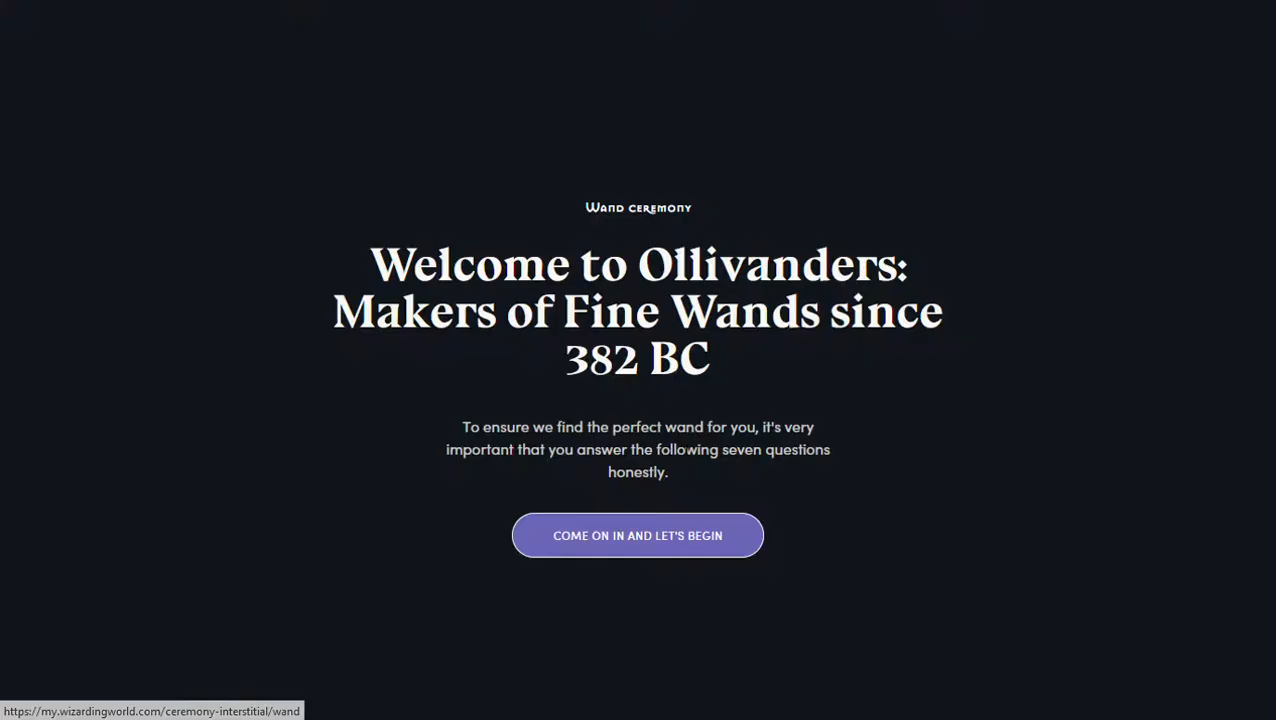 Wand ceremony
Welcome to Ollivanders:
Makers of Fine Wands since
382 BC
To ensure we find the perfect wand for you, it's very
important that you answer the following seven questions
honestly.
COME ON IN AND LET'S BEGIN
https://my.wizardingworld.com/ceremony-interstitial/wand